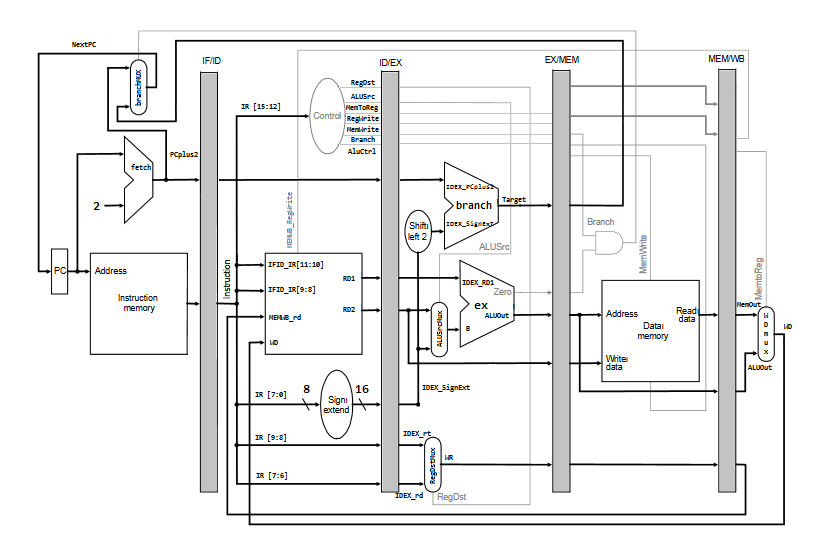 NextPC
IF/ID
ID/EX
EX/MEM
MEM/WB
branchMUX
RegDst
ALUSrc
MemToReg
RegWrite
MemWrite
Branch
AluCtrl
Control
IR [15:12]
PCplus2
fetch
2
IDEX_PCplus2
branch
Target
IDEX_SignExt
Shift
left 2
MEMWB_RegWrite
Branch
MemWrite
MemtoReg
ALUSrc
PC
Address
Instruction
memory
Instruction
IFID_IR[11:10]
IFID_IR[9:8]
MEMWB_rd
WD
RD1
RD2
IDEX_RD1
Zero
ex
ALUOut
B
ALUSrcMux
Address
Read
data
Data
memory
Write
data
MemOut
WDmux
WD
ALUOut
IR [7:0]
8
16
Sign
extend
IDEX_SignExt
IR [9:8]
IDEX_rt
RegDstMux
WR
IR [7:6]
IDEX_rd
RegDst